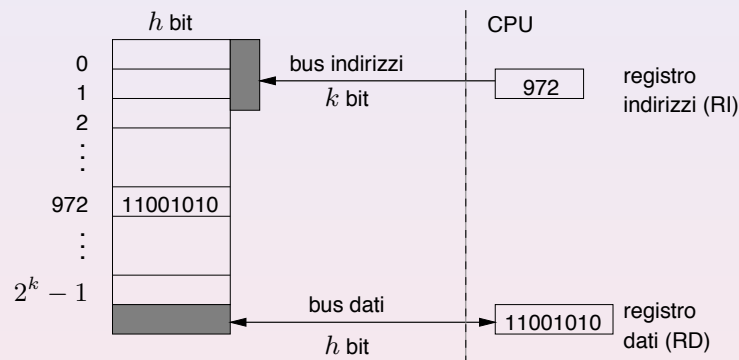 h bit
CPU
0
bus indirizzi
972
registro
1
k bit
indirizzi (RI)
2
⋮
972
11001010
⋮
2^k − 1
bus dati
11001010
registro
h bit
dati (RD)